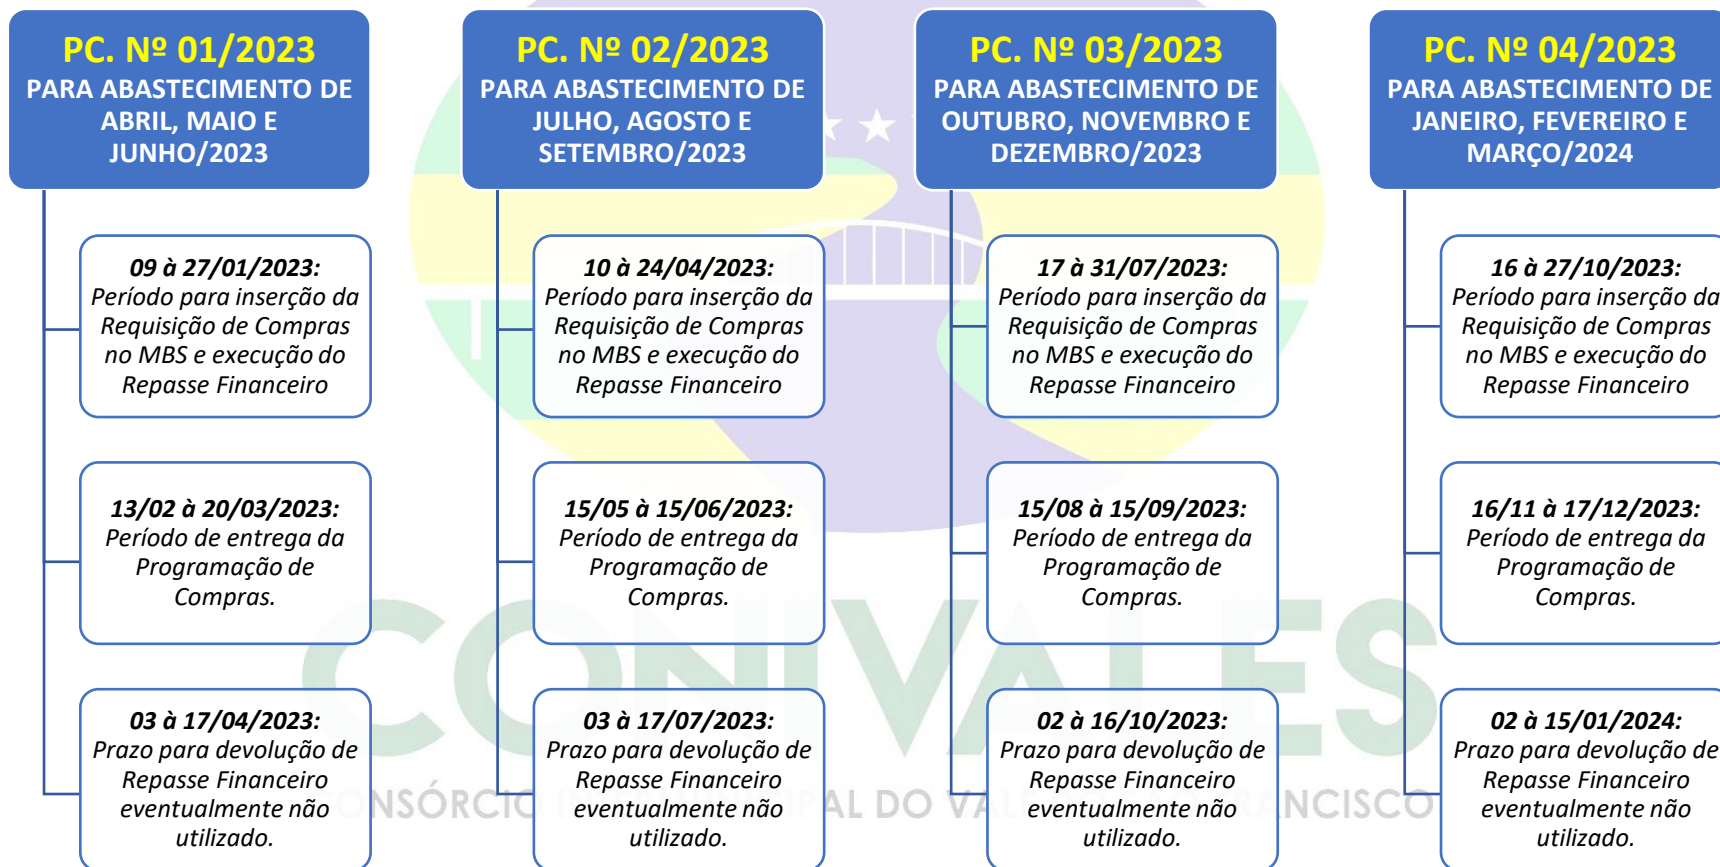 PC. Nº 01/2023
PARA ABASTECIMENTO DE
ABRIL, MAIO E
JUNHO/2023
09 à 27/01/2023:
Período para inserção da
Requisição de Compras
no MBS e execução do
Repasse Financeiro
13/02 à 20/03/2023:
Período de entrega da
Programação de
Compras.
03 à 17/04/2023:
Prazo para devolução de
Repasse Financeiro
eventualmente não
utilizado.
PC. Nº 02/2023
PARA ABASTECIMENTO DE
JULHO, AGOSTO E
SETEMBRO/2023
10 à 24/04/2023:
Período para inserção da
Requisição de Compras
no MBS e execução do
Repasse Financeiro
15/05 à 15/06/2023:
Período de entrega da
Programação de
Compras.
03 à 17/07/2023:
Prazo para devolução de
Repasse Financeiro
eventualmente não
utilizado.
PC. Nº 03/2023
PARA ABASTECIMENTO DE
OUTUBRO, NOVEMBRO E
DEZEMBRO/2023
17 à 31/07/2023:
Período para inserção da
Requisição de Compras
no MBS e execução do
Repasse Financeiro
15/08 à 15/09/2023:
Período de entrega da
Programação de
Compras.
02 à 16/10/2023:
Prazo para devolução de
Repasse Financeiro
eventualmente não
utilizado.
PC. Nº 04/2023
PARA ABASTECIMENTO DE
JANEIRO, FEVEREIRO E
MARÇO/2024
16 à 27/10/2023:
Período para inserção da
Requisição de Compras
no MBS e execução do
Repasse Financeiro
16/11 à 17/12/2023:
Período de entrega da
Programação de
Compras.
02 à 15/01/2024:
Prazo para devolução de
Repasse Financeiro
eventualmente não
utilizado.
CONIVALES
DO